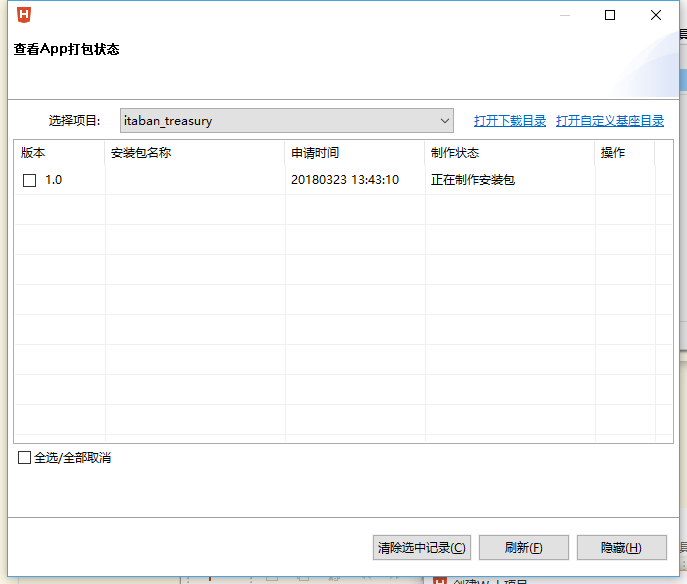 查看App打包状态
选择项目: itaban_treasury 打开下载目录 打开自定义基座目录
版本 安装包名称 申请时间 制作状态 操作
1.0 20180323 13:43:10 正在制作安装包
全选/全部取消
清除选中记录(C) 刷新(F) 隐藏(H)